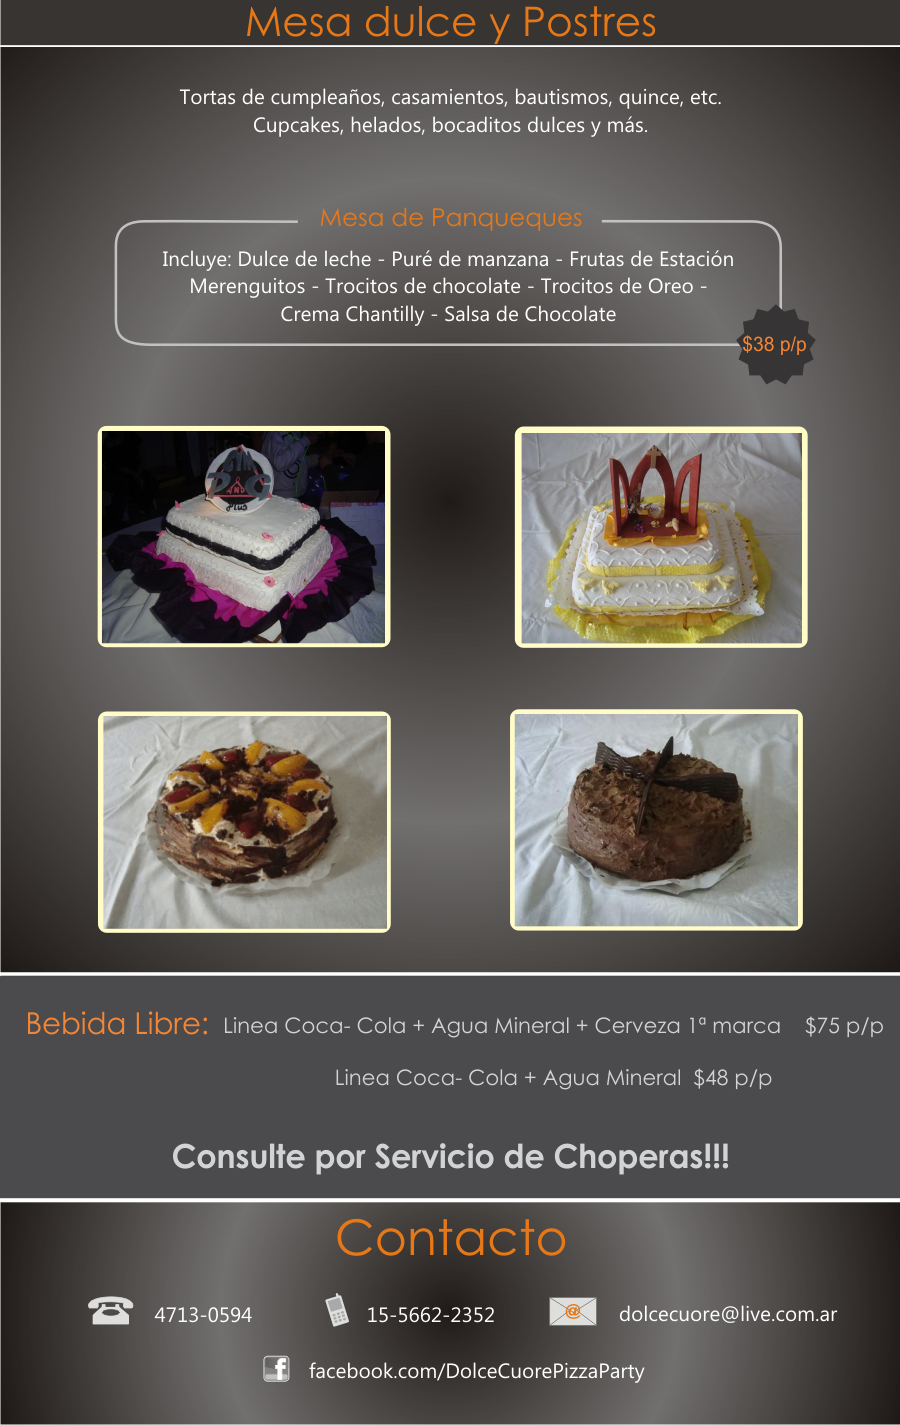 Mesa dulce y Postres
Tortas de cumpleaños, casamientos, bautismos, quince, etc.
Cupcakes, helados, bocaditos dulces y más.
Mesa de Panqueques
Incluye: Dulce de leche - Puré de manzana - Frutas de Estación
Merenguitos - Trocitos de chocolate - Trocitos de Oreo -
Crema Chantilly - Salsa de Chocolate
$38 p/p
Bebida Libre: Linea Coca- Cola + Agua Mineral + Cerveza 1ª marca $75 p/p
Linea Coca- Cola + Agua Mineral $48 p/p
Consulte por Servicio de Choperas!!!
Contacto
4713-0594
15-5662-2352
dolcecuore@live.com.ar
facebook.com/DolceCuorePizzaParty